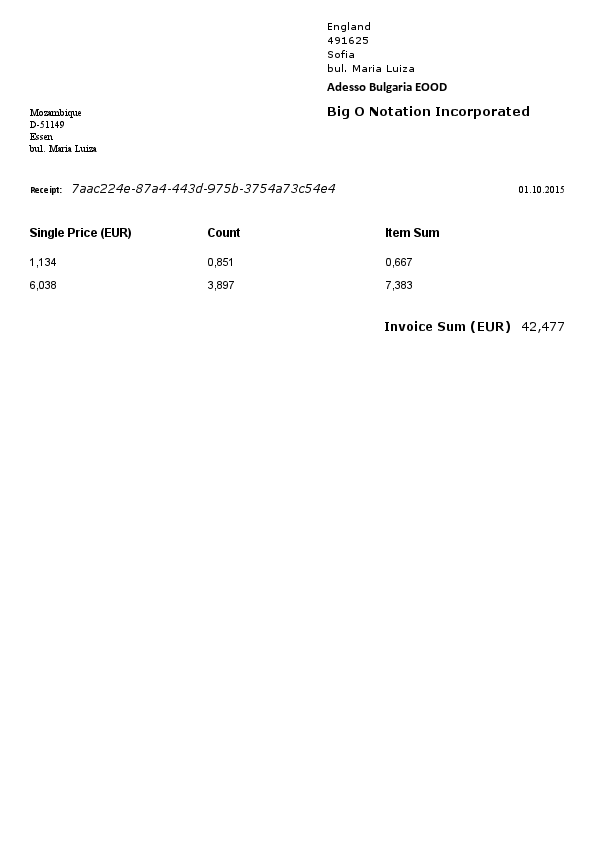 England
491625
Sofia
bul. Maria Luiza
Adesso Bulgaria EOOD
Big O Notation Incorporated
Mozambique
D-51149
Essen
bul. Maria Luiza
Receipt: 7aac224e-87a4-443d-975b-3754a73c54e4 01.10.2015
Single Price (EUR) Count Item Sum
1,134 0,851 0,667
6,038 3,897 7,383
Invoice Sum (EUR) 42,477